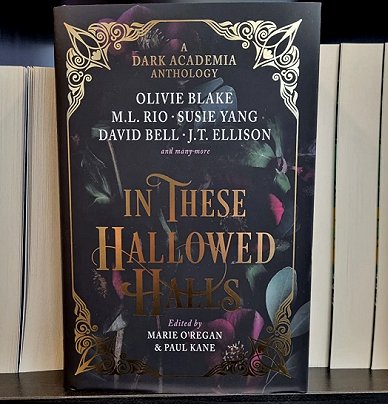 A
DARK ACADEMIA
ANTHOLOGY
OLIVIE BLAKE
M.L. RIO · SUSIE YANG
DAVID BELL · J.T. ELLISON
and many more
IN THESE
HALLOWED
HALLS
Edited by
MARIE O'REGAN
& PAUL KANE